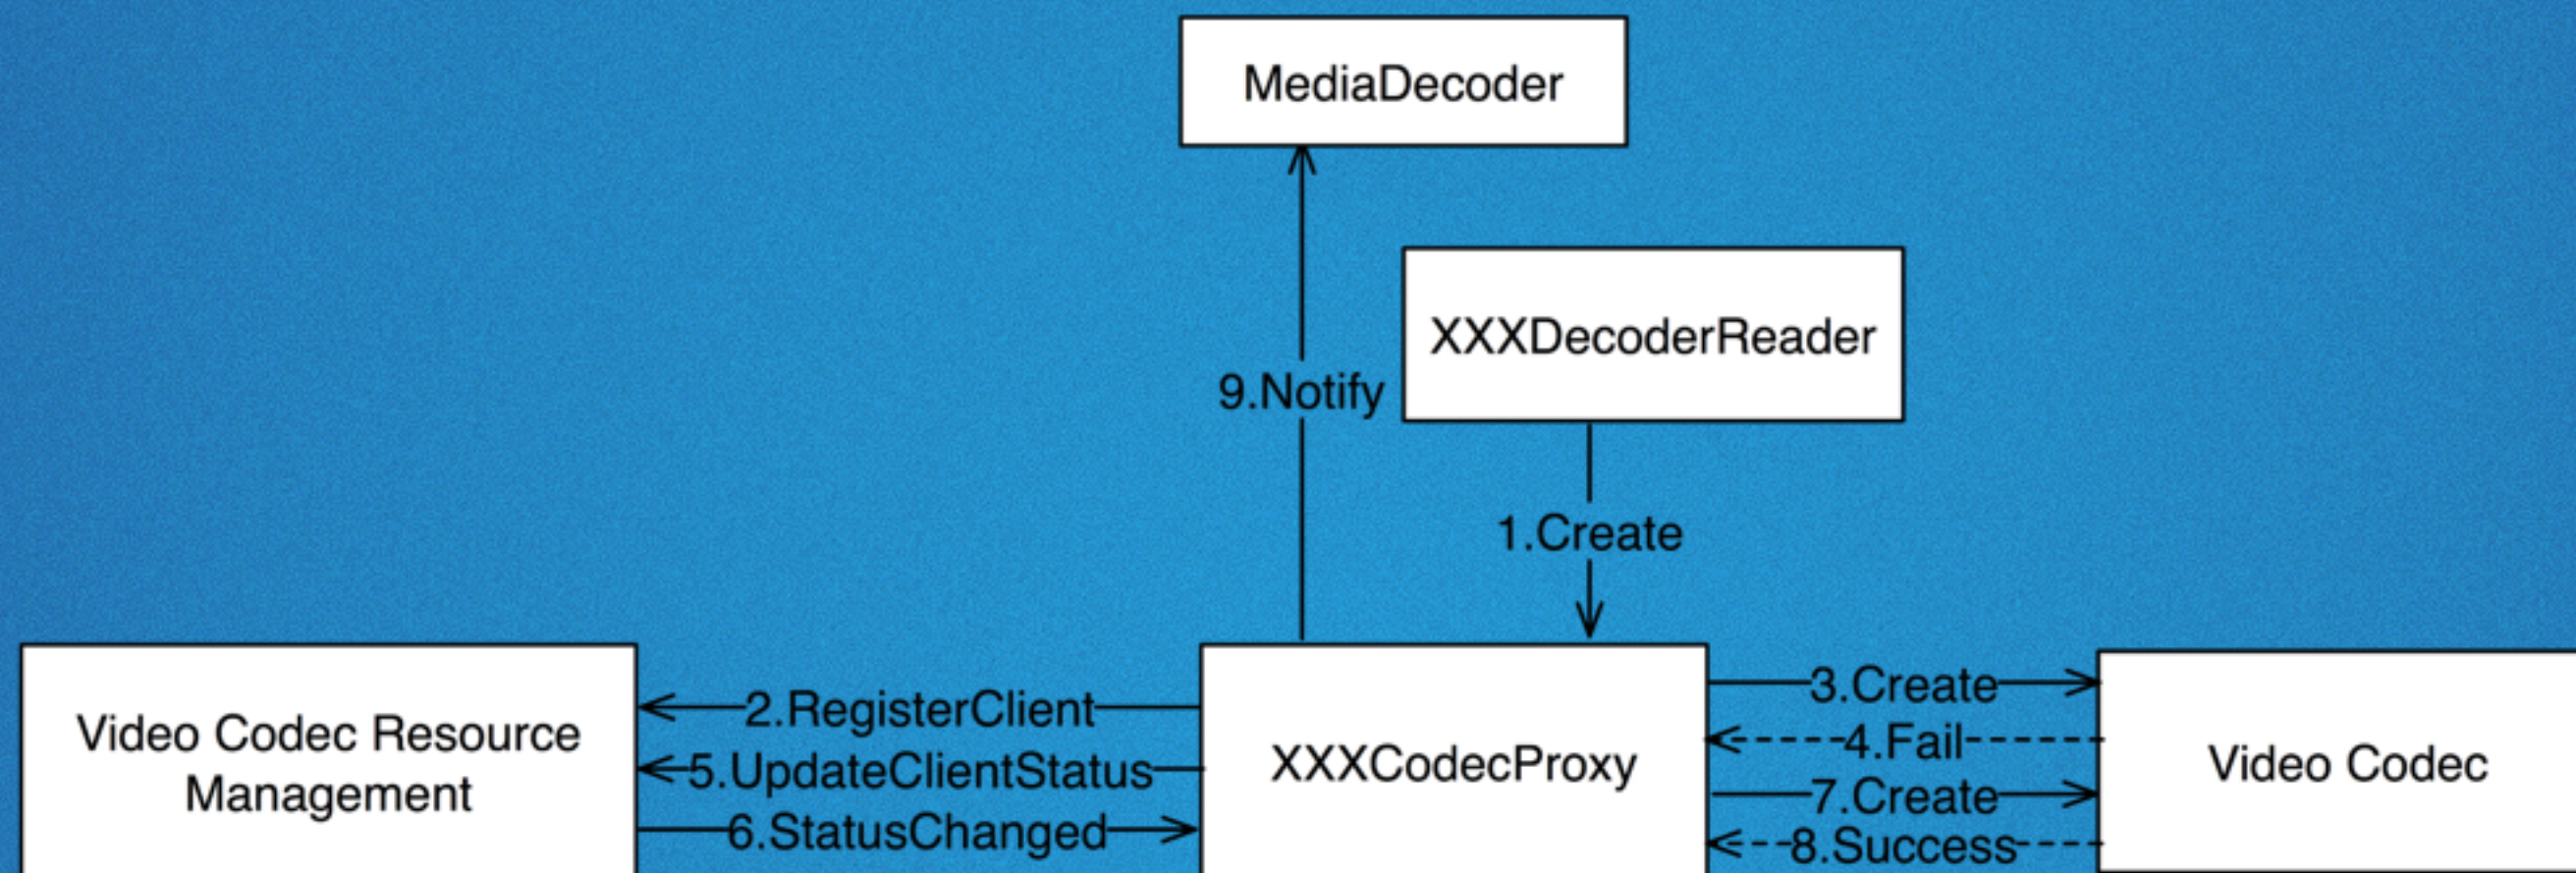 MediaDecoder
XXXDecoderReader
9.Notify
1.Create
Video Codec Resource
Management
2.RegisterClient
5.UpdateClientStatus
6.StatusChanged
XXXCodecProxy
3.Create
4.Fail
7.Create
8.Success
Video Codec